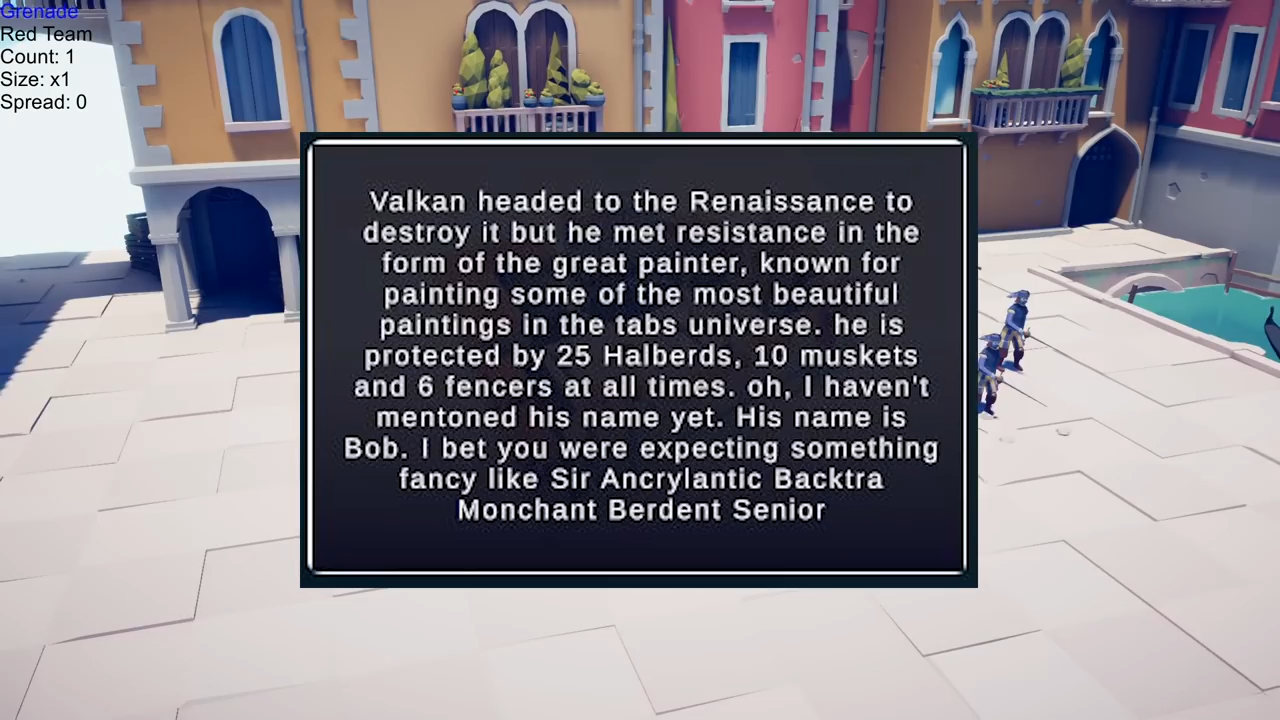 Grenade
Red Team
Count: 1
Size: x1
Spread: 0
Valkan headed to the Renaissance to
destroy it but he met resistance in the
form of the great painter, known for
painting some of the most beautiful
paintings in the tabs universe. he is
protected by 25 Halberds, 10 muskets
and 6 fencers at all times. oh, I haven't
mentoned his name yet. His name is
Bob. I bet you were expecting something
fancy like Sir Ancrylantic Backtra
Monchant Berdent Senior